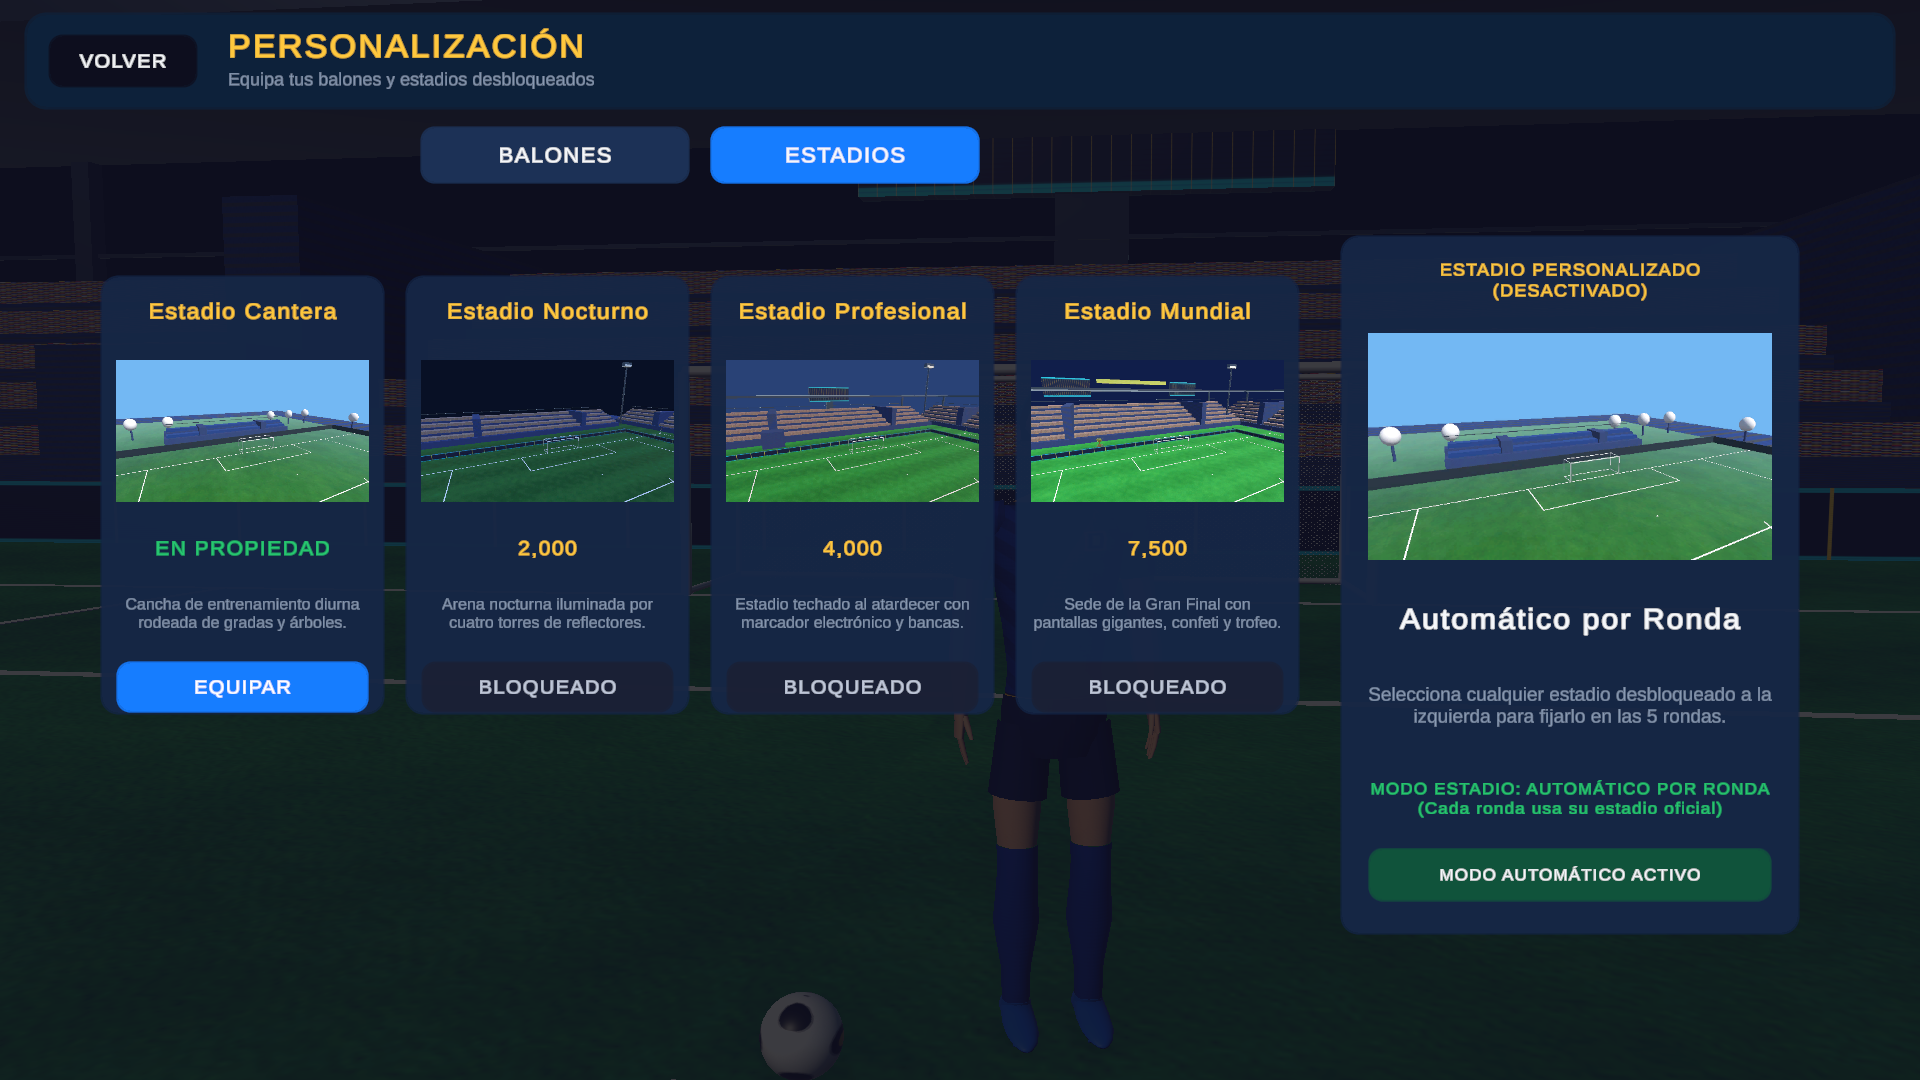 VOLVER
PERSONALIZACIÓN
Equipa tus balones y estadios desbloqueados
BALONES
ESTADIOS
Estadio Cantera
EN PROPIEDAD
Cancha de entrenamiento diurna
rodeada de gradas y árboles.
EQUIPAR
Estadio Nocturno
2,000
Arena nocturna iluminada por
cuatro torres de reflectores.
BLOQUEADO
Estadio Profesional
4,000
Estadio techado al atardecer con
marcador electrónico y bancas.
BLOQUEADO
Estadio Mundial
7,500
Sede de la Gran Final con
pantallas gigantes, confeti y trofeo.
BLOQUEADO
ESTADIO PERSONALIZADO
(DESACTIVADO)
Automático por Ronda
Selecciona cualquier estadio desbloqueado a la
izquierda para fijarlo en las 5 rondas.
MODO ESTADIO: AUTOMÁTICO POR RONDA
(Cada ronda usa su estadio oficial)
MODO AUTOMÁTICO ACTIVO